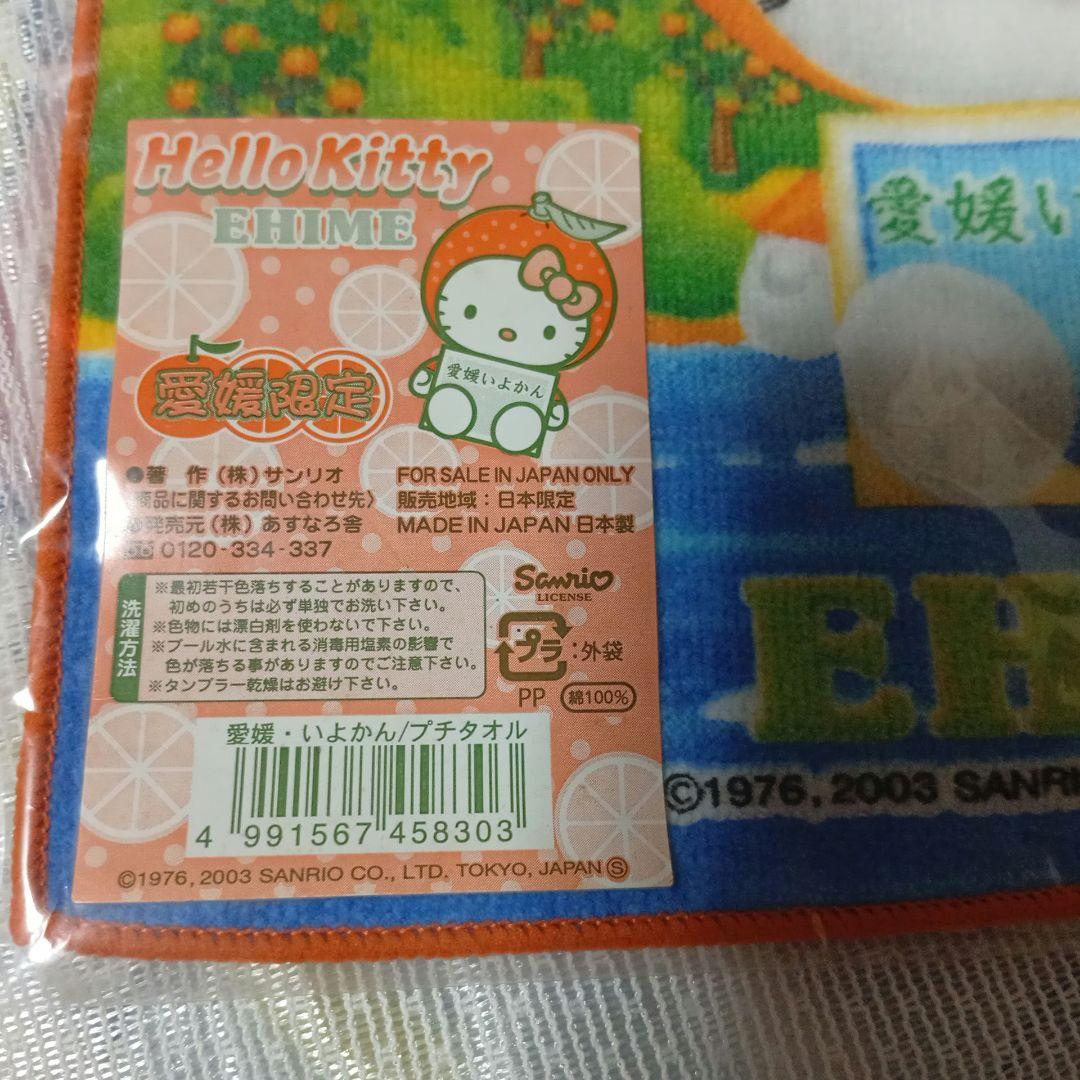 Hello Kitty
EHIME
愛媛いよかん
愛媛限定
著 作(株)サンリオ
商品に関するお問い合わせ先〉
発売元(株)あすなろ舎
0120-334-337
FOR SALE IN JAPAN ONLY
販売地域:日本限定
MADE IN JAPAN 日本製
洗濯方法
※最初若干色落ちすることがありますので、
初めのうちは必ず単独でお洗い下さい。
※色物には漂白剤を使わないで下さい。
※プール水に含まれる消毒用塩素の影響で
色が落ちる事がありますのでご注意下さい。
※タンブラー乾燥はお避け下さい。
Sanrio
LICENSE
プラ:外袋
PP 綿100%
愛媛・いよかん/プチタオル
4 991567 458303
©1976, 2003 SANRIO CO., LTD. TOKYO, JAPAN Ⓢ
愛媛い
EH
©1976, 2003 SANRI